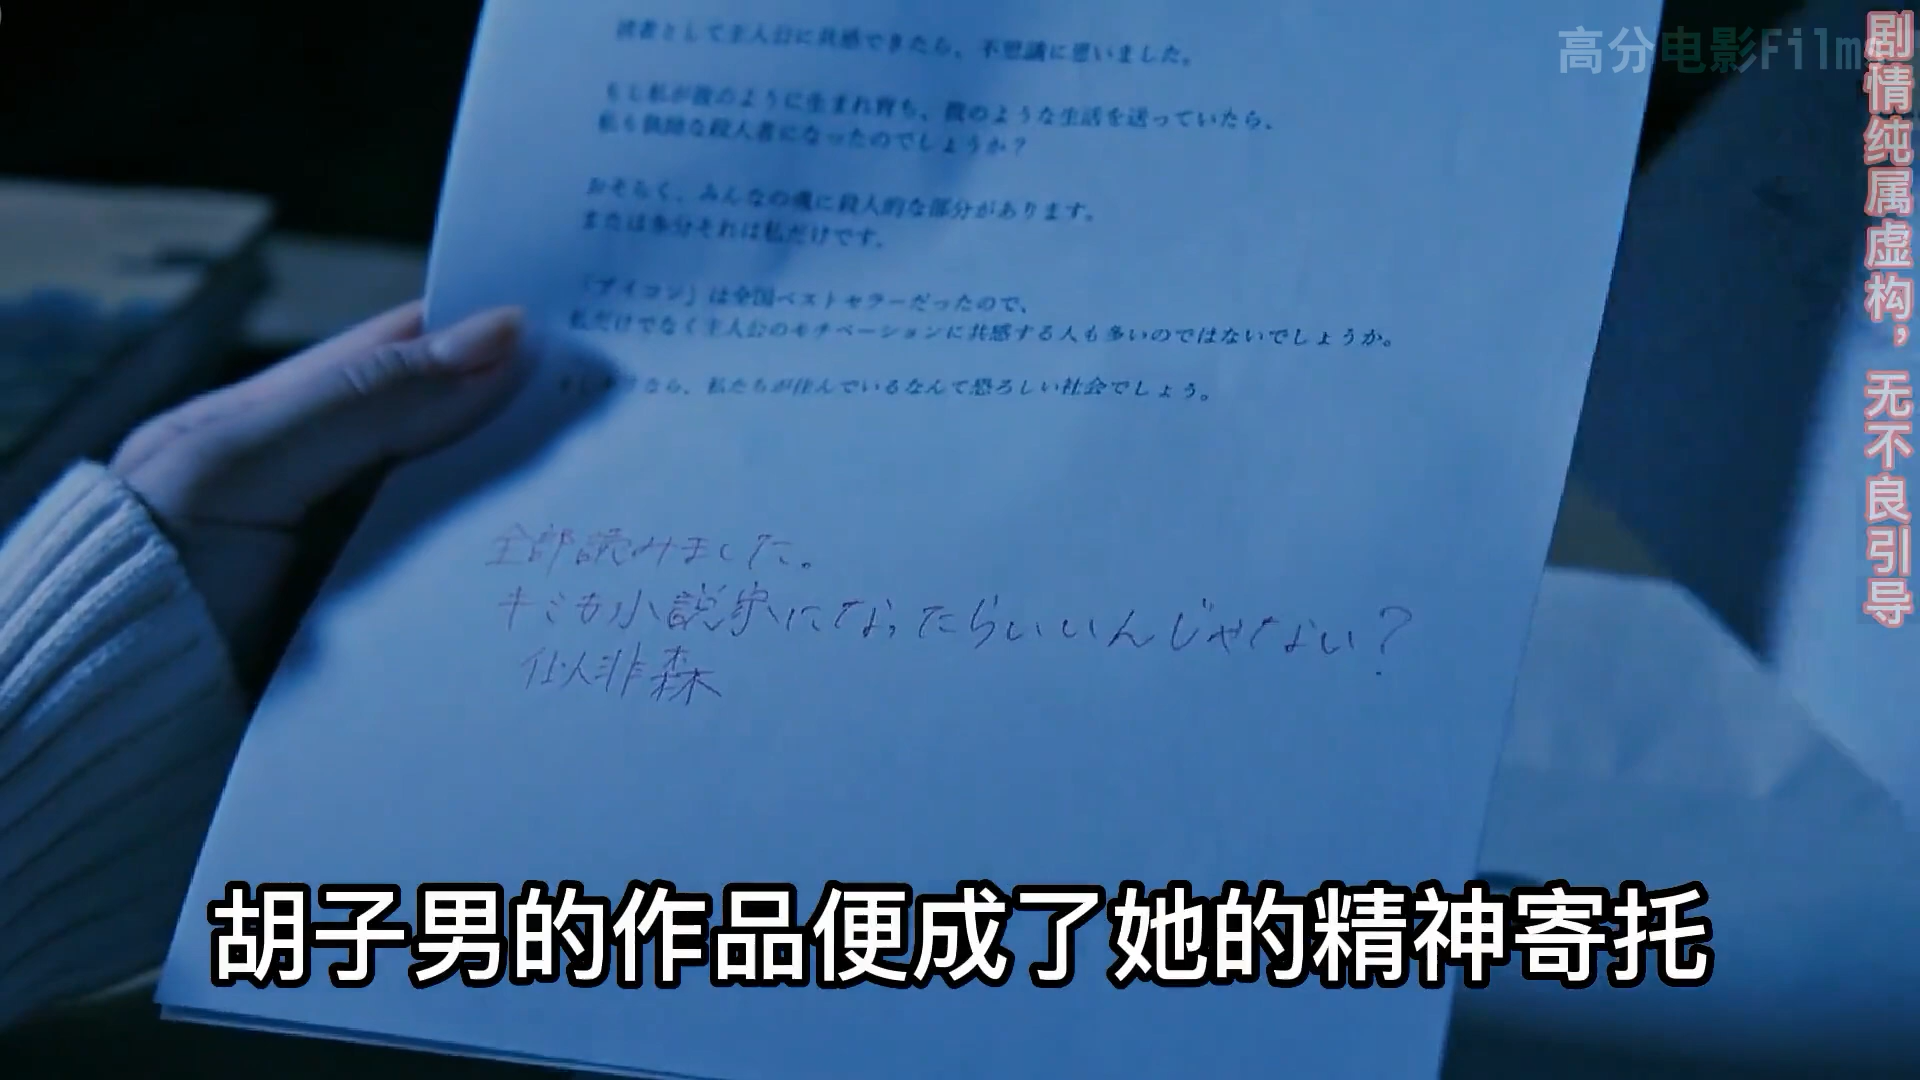 読者として主人公に共感できたら、不思議に思いました。
もし私が彼のように生まれ育ち、彼のような生活を送っていたら、
私も執拗な殺人者になったのでしょうか？
おそらく、みんなの魂に殺人的な部分があります。
または多分それは私だけです。
「アイコン」は全国ベストセラーだったので、
私だけでなく主人公のモチベーションに共感する人も多いのではないでしょうか。
なら、私たちが住んでいるなんて恐ろしい社会でしょう。
全部読みました。
キミも小説家になったらいいんじゃない？
似非森
胡子男的作品便成了她的精神寄托
高分电影Film
剧情纯属虚构，无不良引导